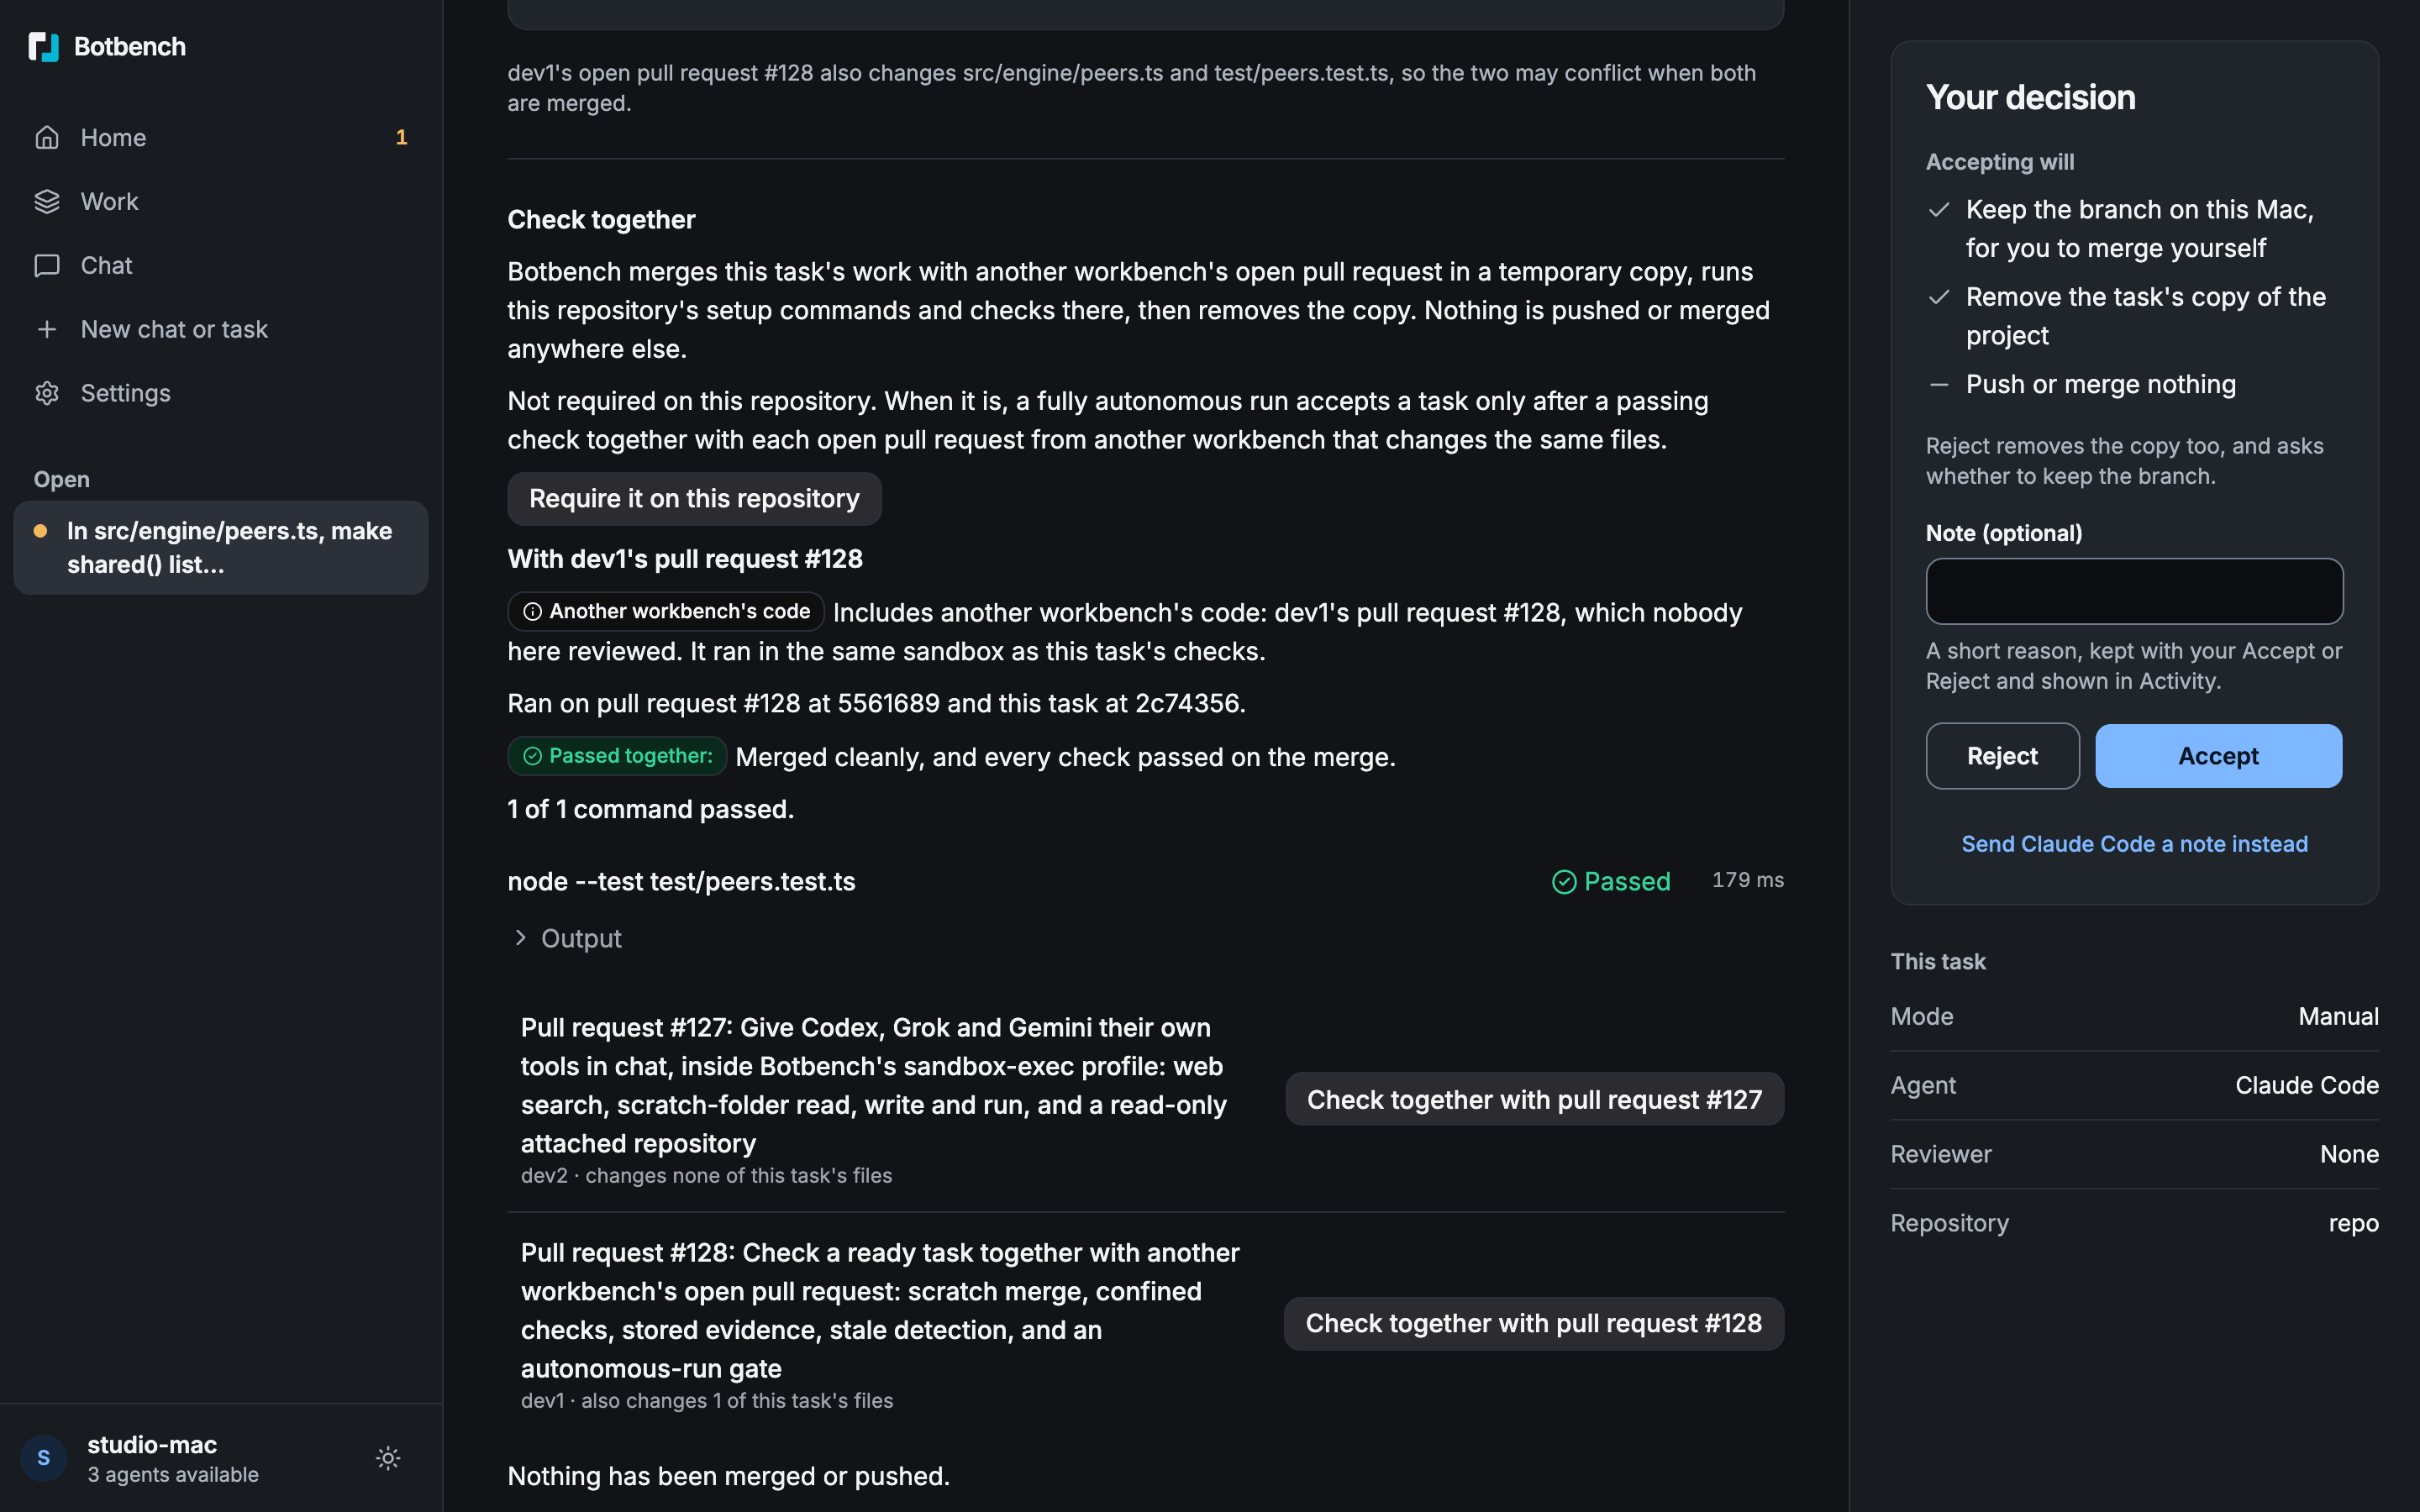 Botbench
Home 1
Work
Chat
New chat or task
Settings
Open
In src/engine/peers.ts, make
shared() list...
S
studio-mac
3 agents available
dev1's open pull request #128 also changes src/engine/peers.ts and test/peers.test.ts, so the two may conflict when both
are merged.
Check together
Botbench merges this task's work with another workbench's open pull request in a temporary copy, runs
this repository's setup commands and checks there, then removes the copy. Nothing is pushed or merged
anywhere else.
Not required on this repository. When it is, a fully autonomous run accepts a task only after a passing
check together with each open pull request from another workbench that changes the same files.
Require it on this repository
With dev1's pull request #128
Another workbench's code Includes another workbench's code: dev1's pull request #128, which nobody
here reviewed. It ran in the same sandbox as this task's checks.
Ran on pull request #128 at 5561689 and this task at 2c74356.
Passed together: Merged cleanly, and every check passed on the merge.
1 of 1 command passed.
node --test test/peers.test.ts Passed 179 ms
Output
Pull request #127: Give Codex, Grok and Gemini their own
tools in chat, inside Botbench's sandbox-exec profile: web
search, scratch-folder read, write and run, and a read-only
attached repository
dev2 · changes none of this task's files
Check together with pull request #127
Pull request #128: Check a ready task together with another
workbench's open pull request: scratch merge, confined
checks, stored evidence, stale detection, and an
autonomous-run gate
dev1 · also changes 1 of this task's files
Check together with pull request #128
Nothing has been merged or pushed.
Your decision
Accepting will
Keep the branch on this Mac,
for you to merge yourself
Remove the task's copy of the
project
Push or merge nothing
Reject removes the copy too, and asks
whether to keep the branch.
Note (optional)
A short reason, kept with your Accept or
Reject and shown in Activity.
Reject Accept
Send Claude Code a note instead
This task
Mode Manual
Agent Claude Code
Reviewer None
Repository repo